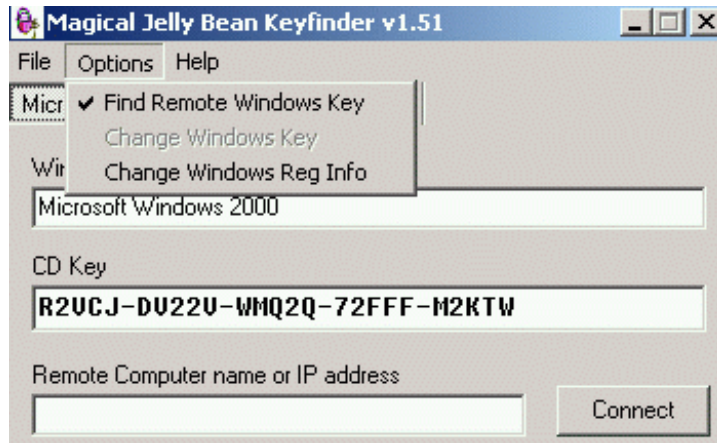 Magical Jelly Bean Keyfinder v1.51
File Options Help
Micr
Find Remote Windows Key
Change Windows Key
Change Windows Reg Info
Microsoft Windows 2000
CD Key
R2VCJ-DV22V-WMQ2Q-72FFF-M2KTW
Remote Computer name or IP address
Connect